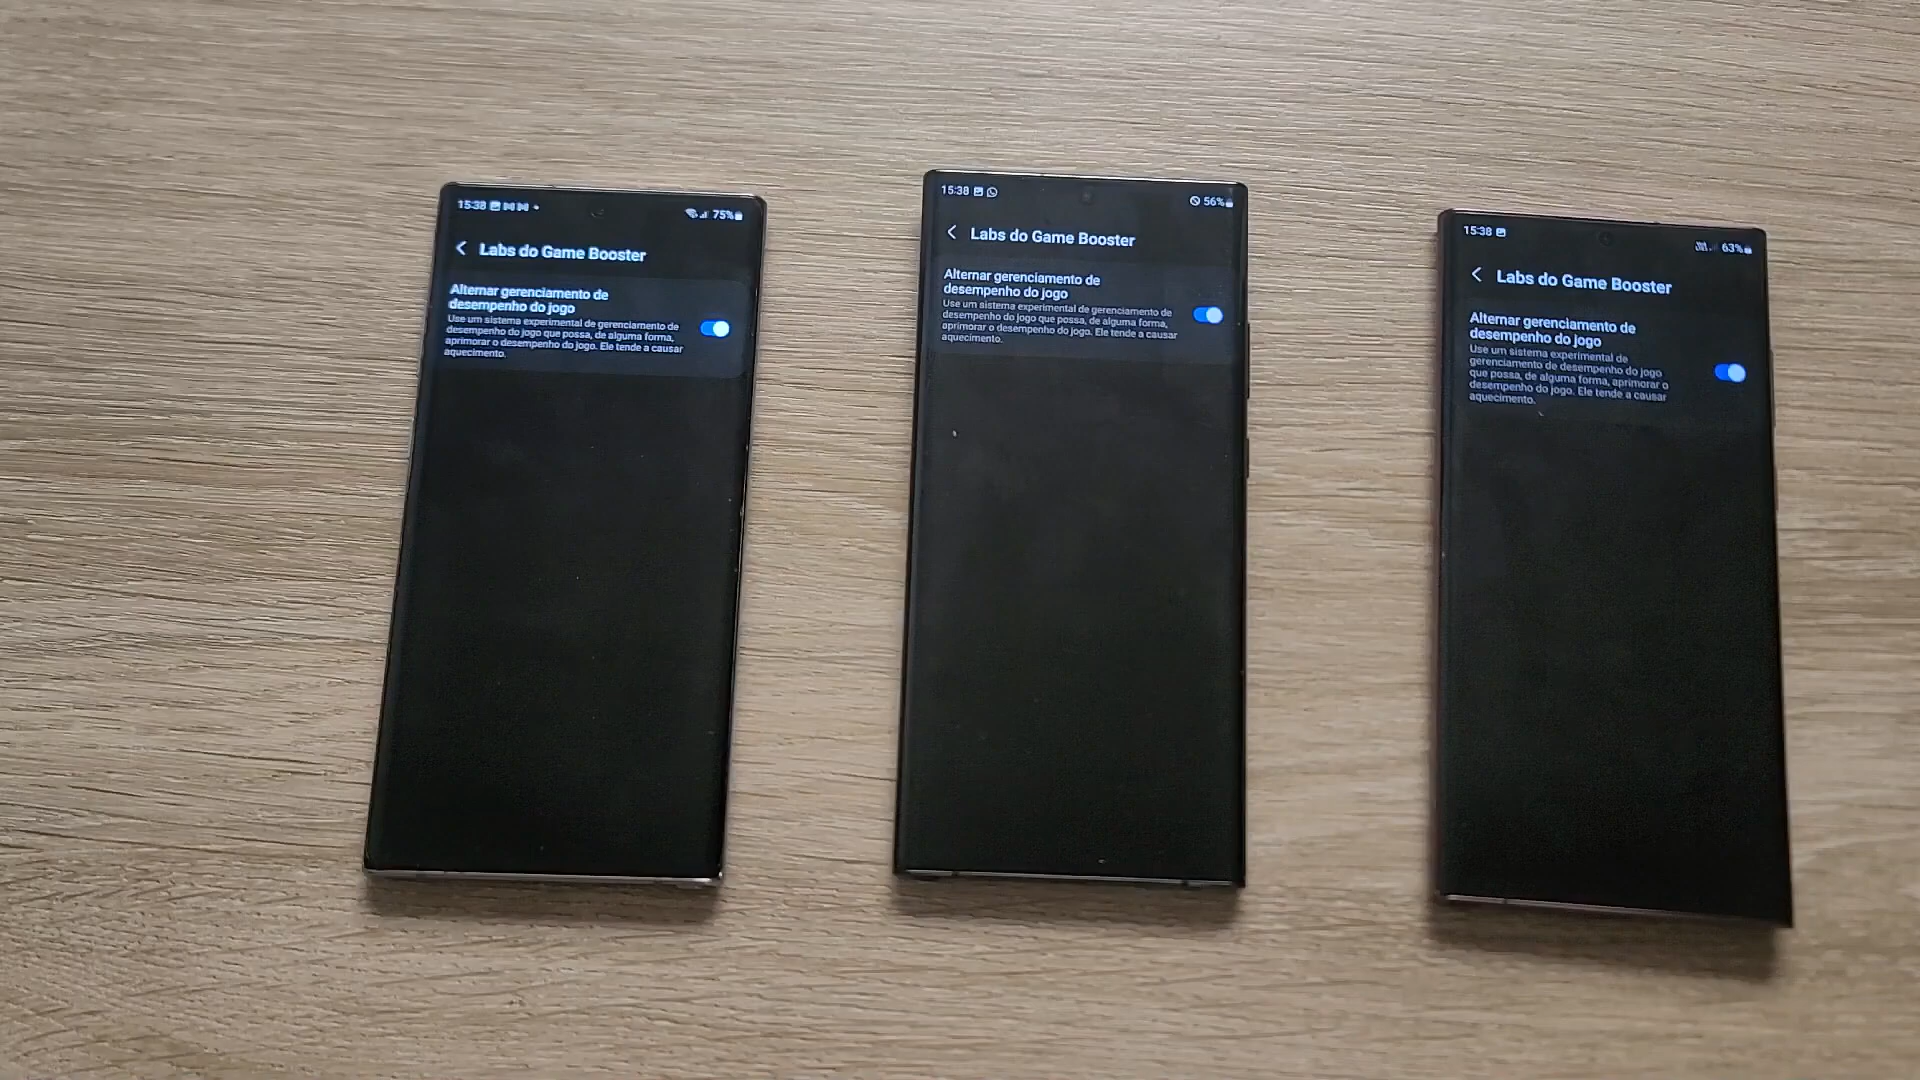 15:38
75%
Labs do Game Booster
Alternar gerenciamento de
desempenho do jogo
Use um sistema experimental de gerenciamento de
desempenho do jogo que possa, de alguma forma,
aprimorar o desempenho do jogo. Ele tende a causar
aquecimento.
15:38
56%
Labs do Game Booster
Alternar gerenciamento de
desempenho do jogo
Use um sistema experimental de gerenciamento de
desempenho do jogo que possa, de alguma forma,
aprimorar o desempenho do jogo. Ele tende a causar
aquecimento.
15:38
63%
Labs do Game Booster
Alternar gerenciamento de
desempenho do jogo
Use um sistema experimental de
gerenciamento de desempenho do jogo
que possa, de alguma forma, aprimorar o
desempenho do jogo. Ele tende a causar
aquecimento.